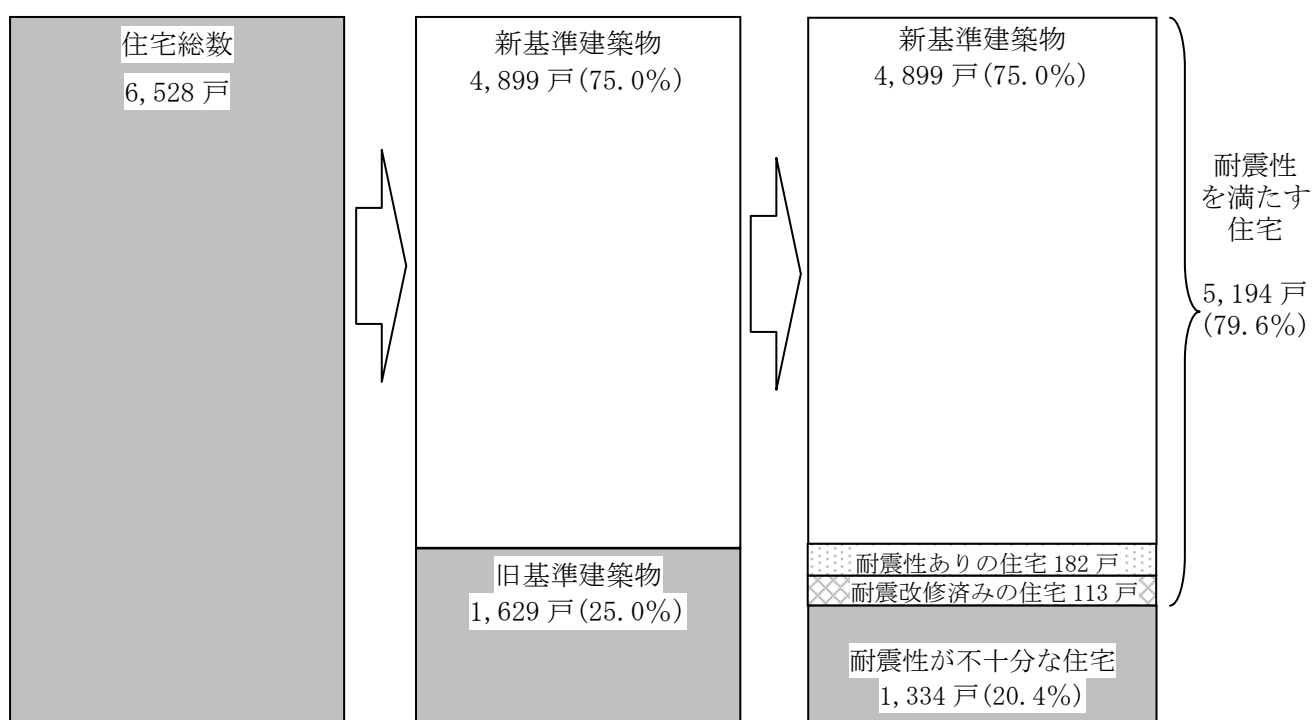 住宅総数
6,528 戸
新基準建築物
4,899 戸(75.0%)
旧基準建築物
1,629 戸(25.0%)
新基準建築物
4,899 戸(75.0%)
耐震性ありの住宅 182 戸
耐震改修済みの住宅 113 戸
耐震性が不十分な住宅
1,334 戸(20.4%)
耐震性
を満たす
住宅
5,194 戸
(79.6%)